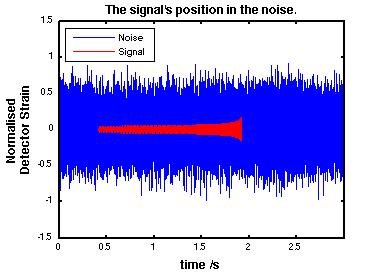 The signal's position in the noise.
1.5
Noise
Signal
1
0.5
0
-0.5
-1
-1.5
Normalised
Detector Strain
0
0.5
1
1.5
2
2.5
time /s